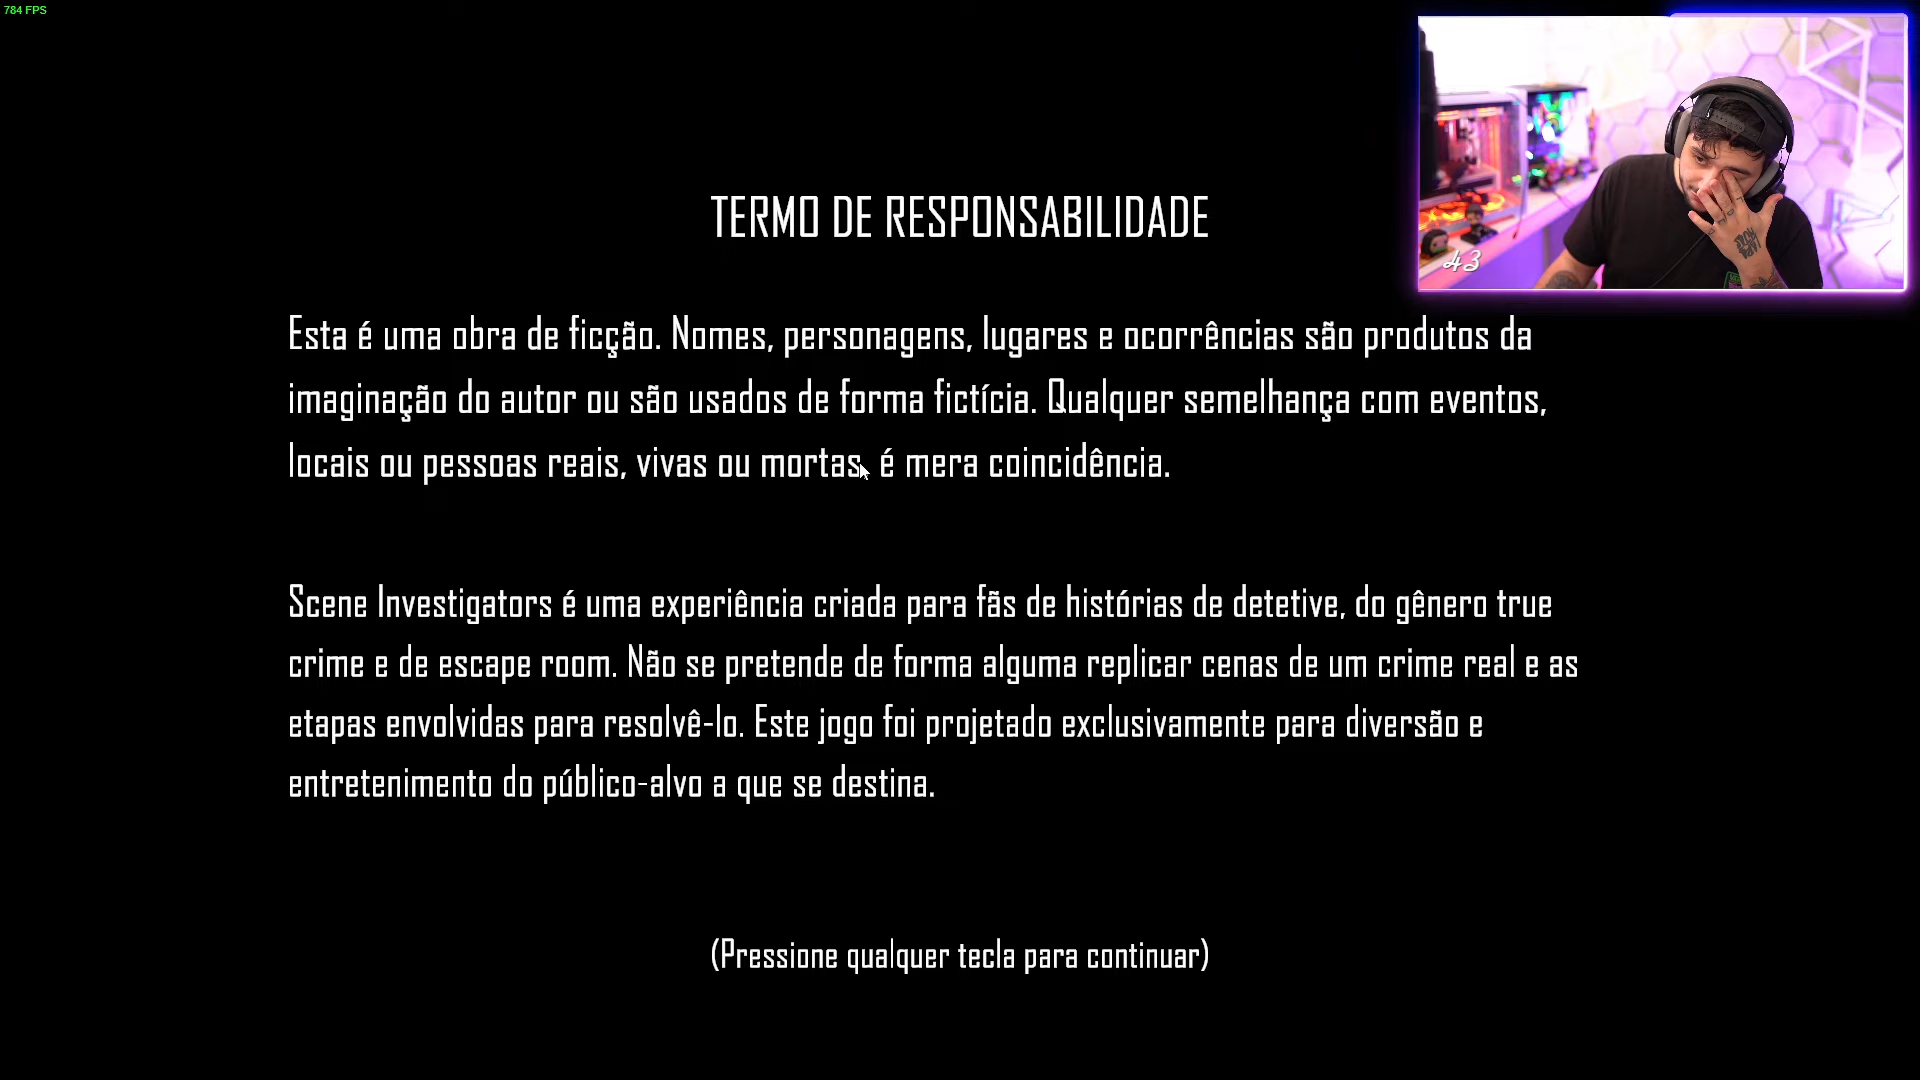 784 FPS
43
TERMO DE RESPONSABILIDADE
Esta é uma obra de ficção. Nomes, personagens, lugares e ocorrências são produtos da
imaginação do autor ou são usados de forma fictícia. Qualquer semelhança com eventos,
locais ou pessoas reais, vivas ou mortas, é mera coincidência.
Scene Investigators é uma experiência criada para fãs de histórias de detetive, do gênero true
crime e de escape room. Não se pretende de forma alguma replicar cenas de um crime real e as
etapas envolvidas para resolvê-lo. Este jogo foi projetado exclusivamente para diversão e
entretenimento do público-alvo a que se destina.
(Pressione qualquer tecla para continuar)